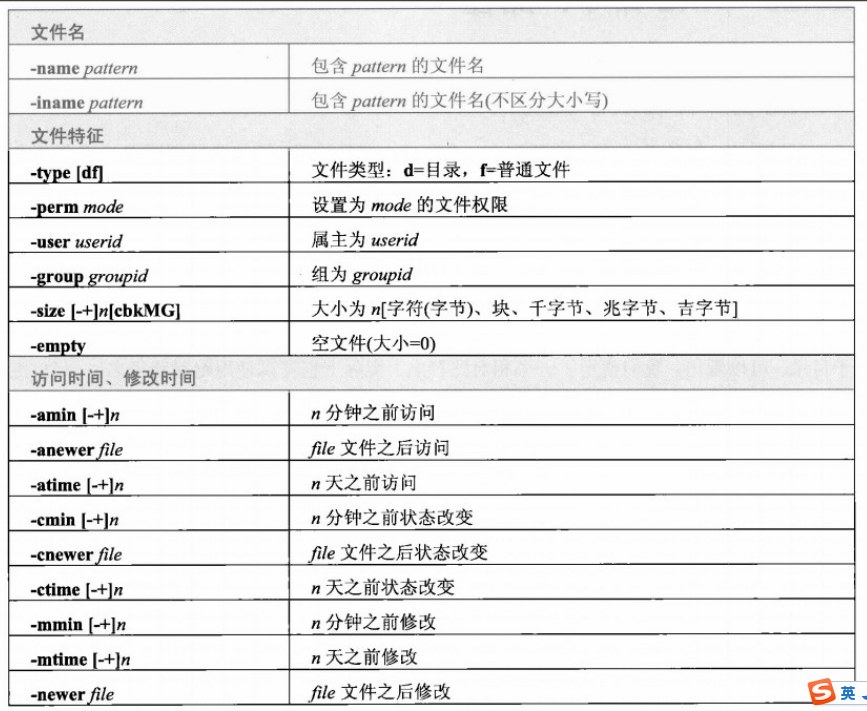 文件名
-name pattern 包含 pattern 的文件名
-iname pattern 包含 pattern 的文件名(不区分大小写)
文件特征
-type [df] 文件类型：d=目录，f=普通文件
-perm mode 设置为 mode 的文件权限
-user userid 属主为 userid
-group groupid 组为 groupid
-size [-+]n[cbkMG] 大小为 n[字符(字节)、块、千字节、兆字节、吉字节]
-empty 空文件(大小=0)
访问时间、修改时间
-amin [-+]n n 分钟之前访问
-anewer file file 文件之后访问
-atime [-+]n n 天之前访问
-cmin [-+]n n 分钟之前状态改变
-cnewer file file 文件之后状态改变
-ctime [-+]n n 天之前状态改变
-mmin [-+]n n 分钟之前修改
-mtime [-+]n n 天之前修改
-newer file file 文件之后修改
英